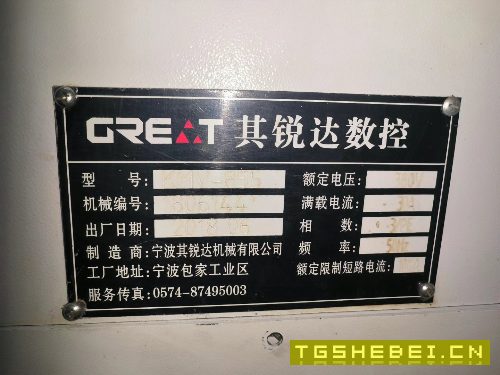 GREAT 其锐达数控
型 号:
额定电压:
机械编号:
满载电流:
出厂日期:
相 数:
制 造 商:宁波其锐达机械有限公司
频 率: 50Hz
工厂地址:宁波包家工业区
额定限制短路电流:
服务传真:0574-87495003
TGSHEBEI.CN